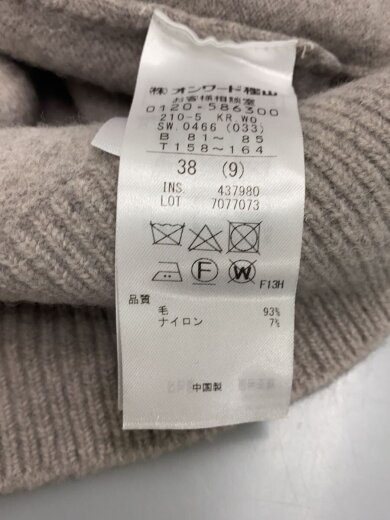 (株)オンワード樫山
お客様相談室
0120-586300
210-5 KR.Wo
SW.0466 (033)
B 81~ 85
T158~164
38 (9)
INS. 437980
LOT 7077073
F W
F13H
品質
毛 93%
ナイロン 7%
中国製